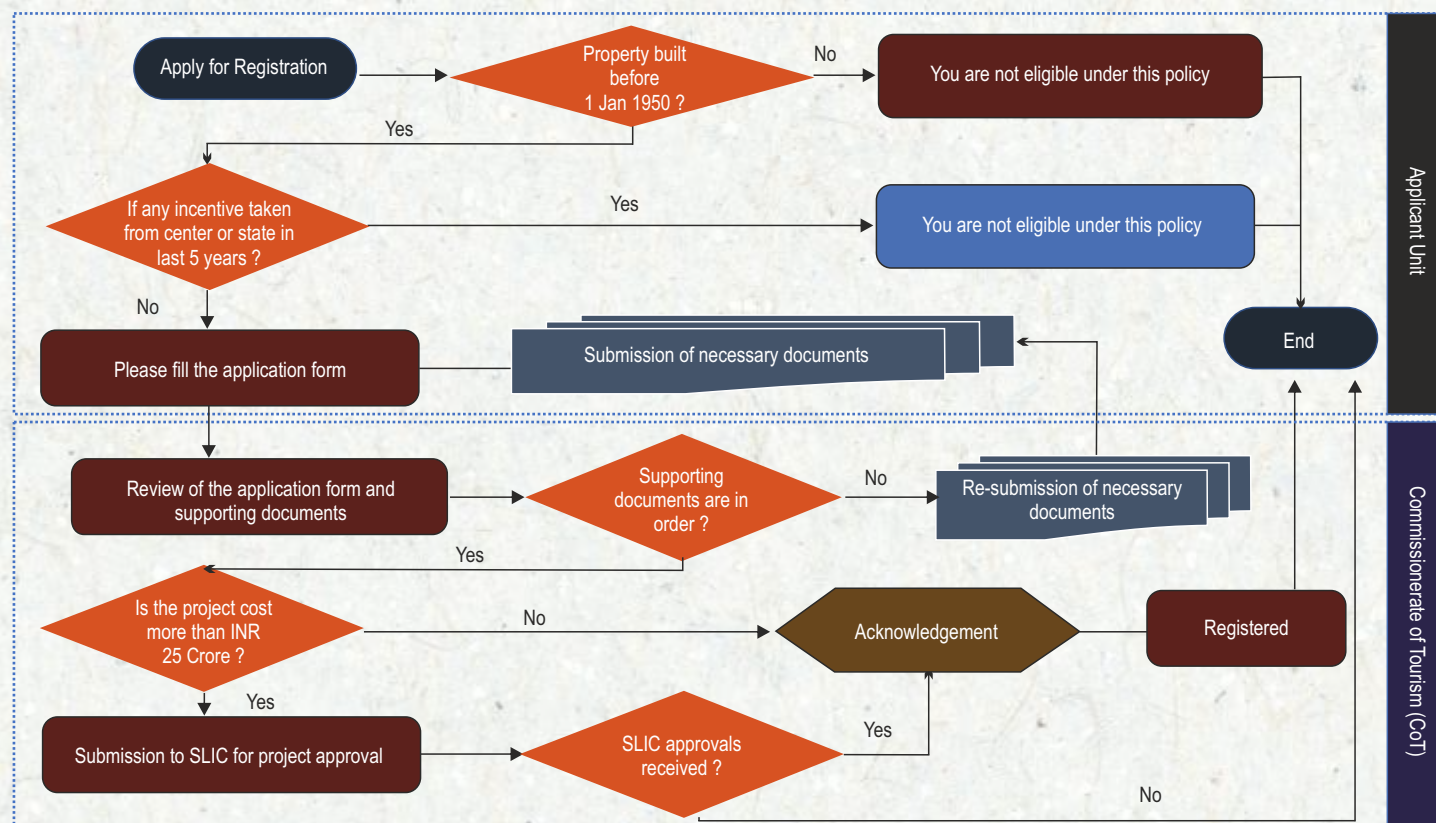 Apply for Registration
Property built
before
1 Jan 1950 ?
No
You are not eligible under this policy
Yes
If any incentive taken
from center or state in
last 5 years ?
Yes
You are not eligible under this policy
No
Please fill the application form
Submission of necessary documents
End
Applicant Unit
Review of the application form and
supporting documents
Supporting
documents are in
order ?
No
Re-submission of necessary
documents
Yes
Is the project cost
more than INR
25 Crore ?
No
Acknowledgement
Registered
Yes
Submission to SLIC for project approval
SLIC approvals
received ?
Yes
No
Commissionerate of Tourism (CoT)